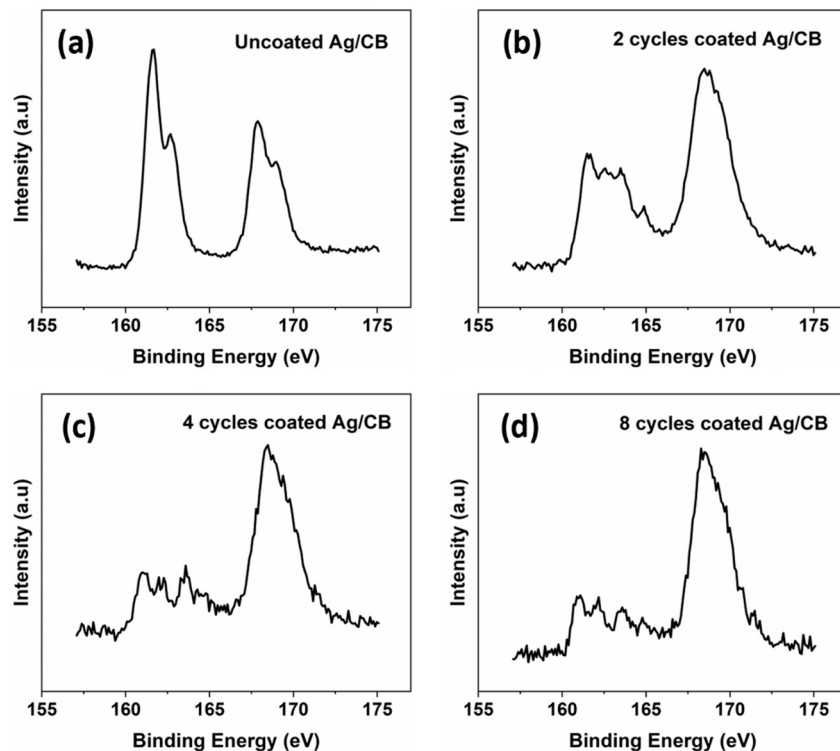 (a) Uncoated Ag/CB
Intensity (a.u)
155 160 165 170 175
Binding Energy (eV)
(b) 2 cycles coated Ag/CB
Intensity (a.u)
155 160 165 170 175
Binding Energy (eV)
(c) 4 cycles coated Ag/CB
Intensity (a.u)
155 160 165 170 175
Binding Energy (eV)
(d) 8 cycles coated Ag/CB
Intensity (a.u)
155 160 165 170 175
Binding Energy (eV)